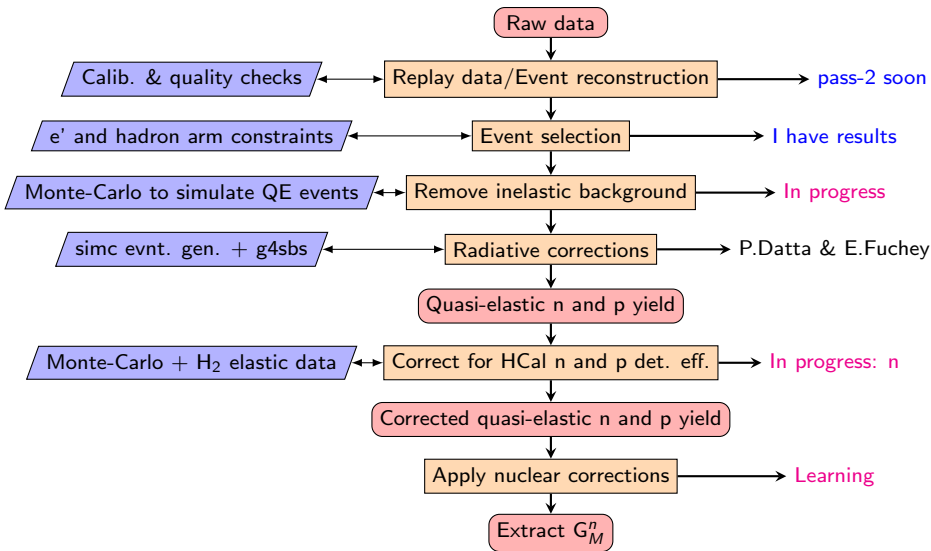 Raw data
Calib. & quality checks
Replay data/Event reconstruction
pass-2 soon
e' and hadron arm constraints
Event selection
I have results
Monte-Carlo to simulate QE events
Remove inelastic background
In progress
simc evnt. gen. + g4sbs
Radiative corrections
P.Datta & E.Fuchey
Quasi-elastic n and p yield
Monte-Carlo + H₂ elastic data
Correct for HCal n and p det. eff.
In progress: n
Corrected quasi-elastic n and p yield
Apply nuclear corrections
Learning
Extract G_M^n